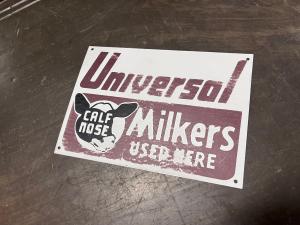 Universal
CALF
NOSE
Milkers
USED HERE